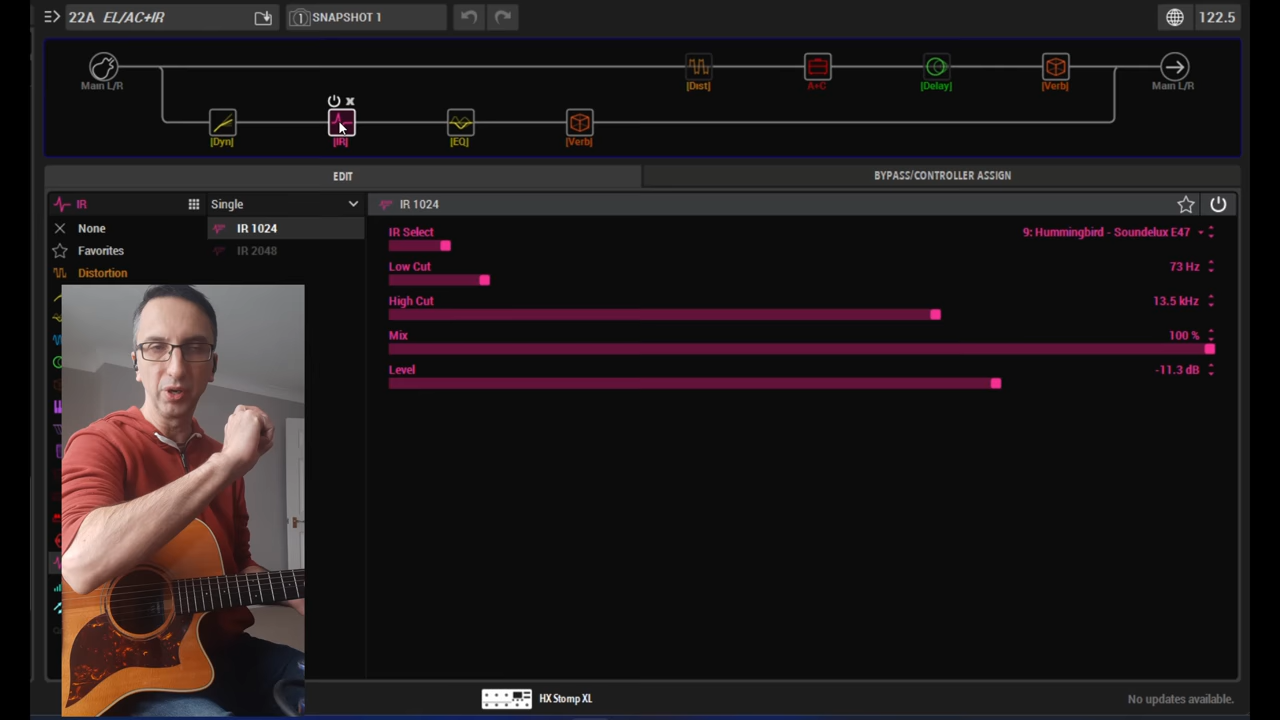 22A EL/AC+IR
1 SNAPSHOT 1
122.5
Main L/R
|Dist|
A+C
|Delay|
|Verb|
Main L/R
|Dyn|
|IR|
|EQ|
|Verb|
EDIT
BYPASS/CONTROLLER ASSIGN
IR
Single
IR 1024
None
IR 1024
Favorites
IR 2048
Distortion
IR Select
9: Hummingbird - Soundelux E47
Low Cut
73 Hz
High Cut
13.5 kHz
Mix
100 %
Level
-11.3 dB
HX Stomp XL
No updates available.